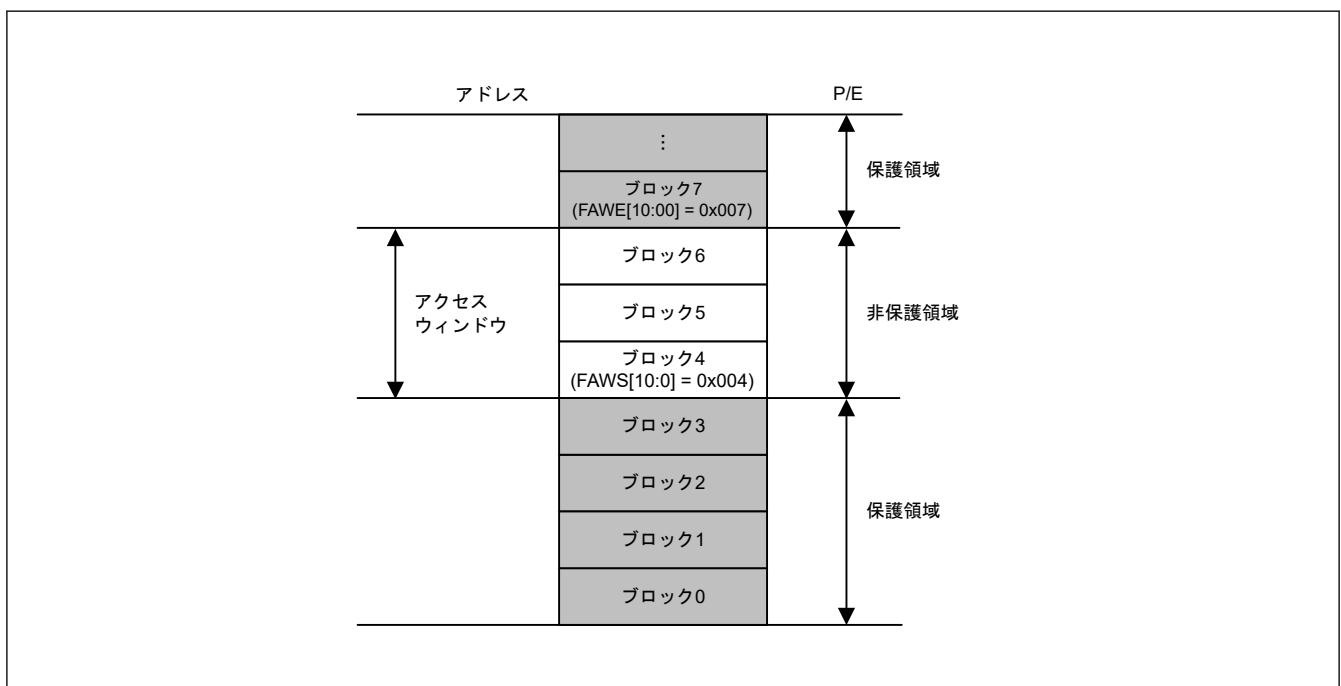 アドレス
P/E
⋮
保護領域
ブロック7
(FAWE[10:00] = 0x007)
ブロック6
アクセス
ウィンドウ
ブロック5
非保護領域
ブロック4
(FAWS[10:0] = 0x004)
ブロック3
ブロック2
保護領域
ブロック1
ブロック0